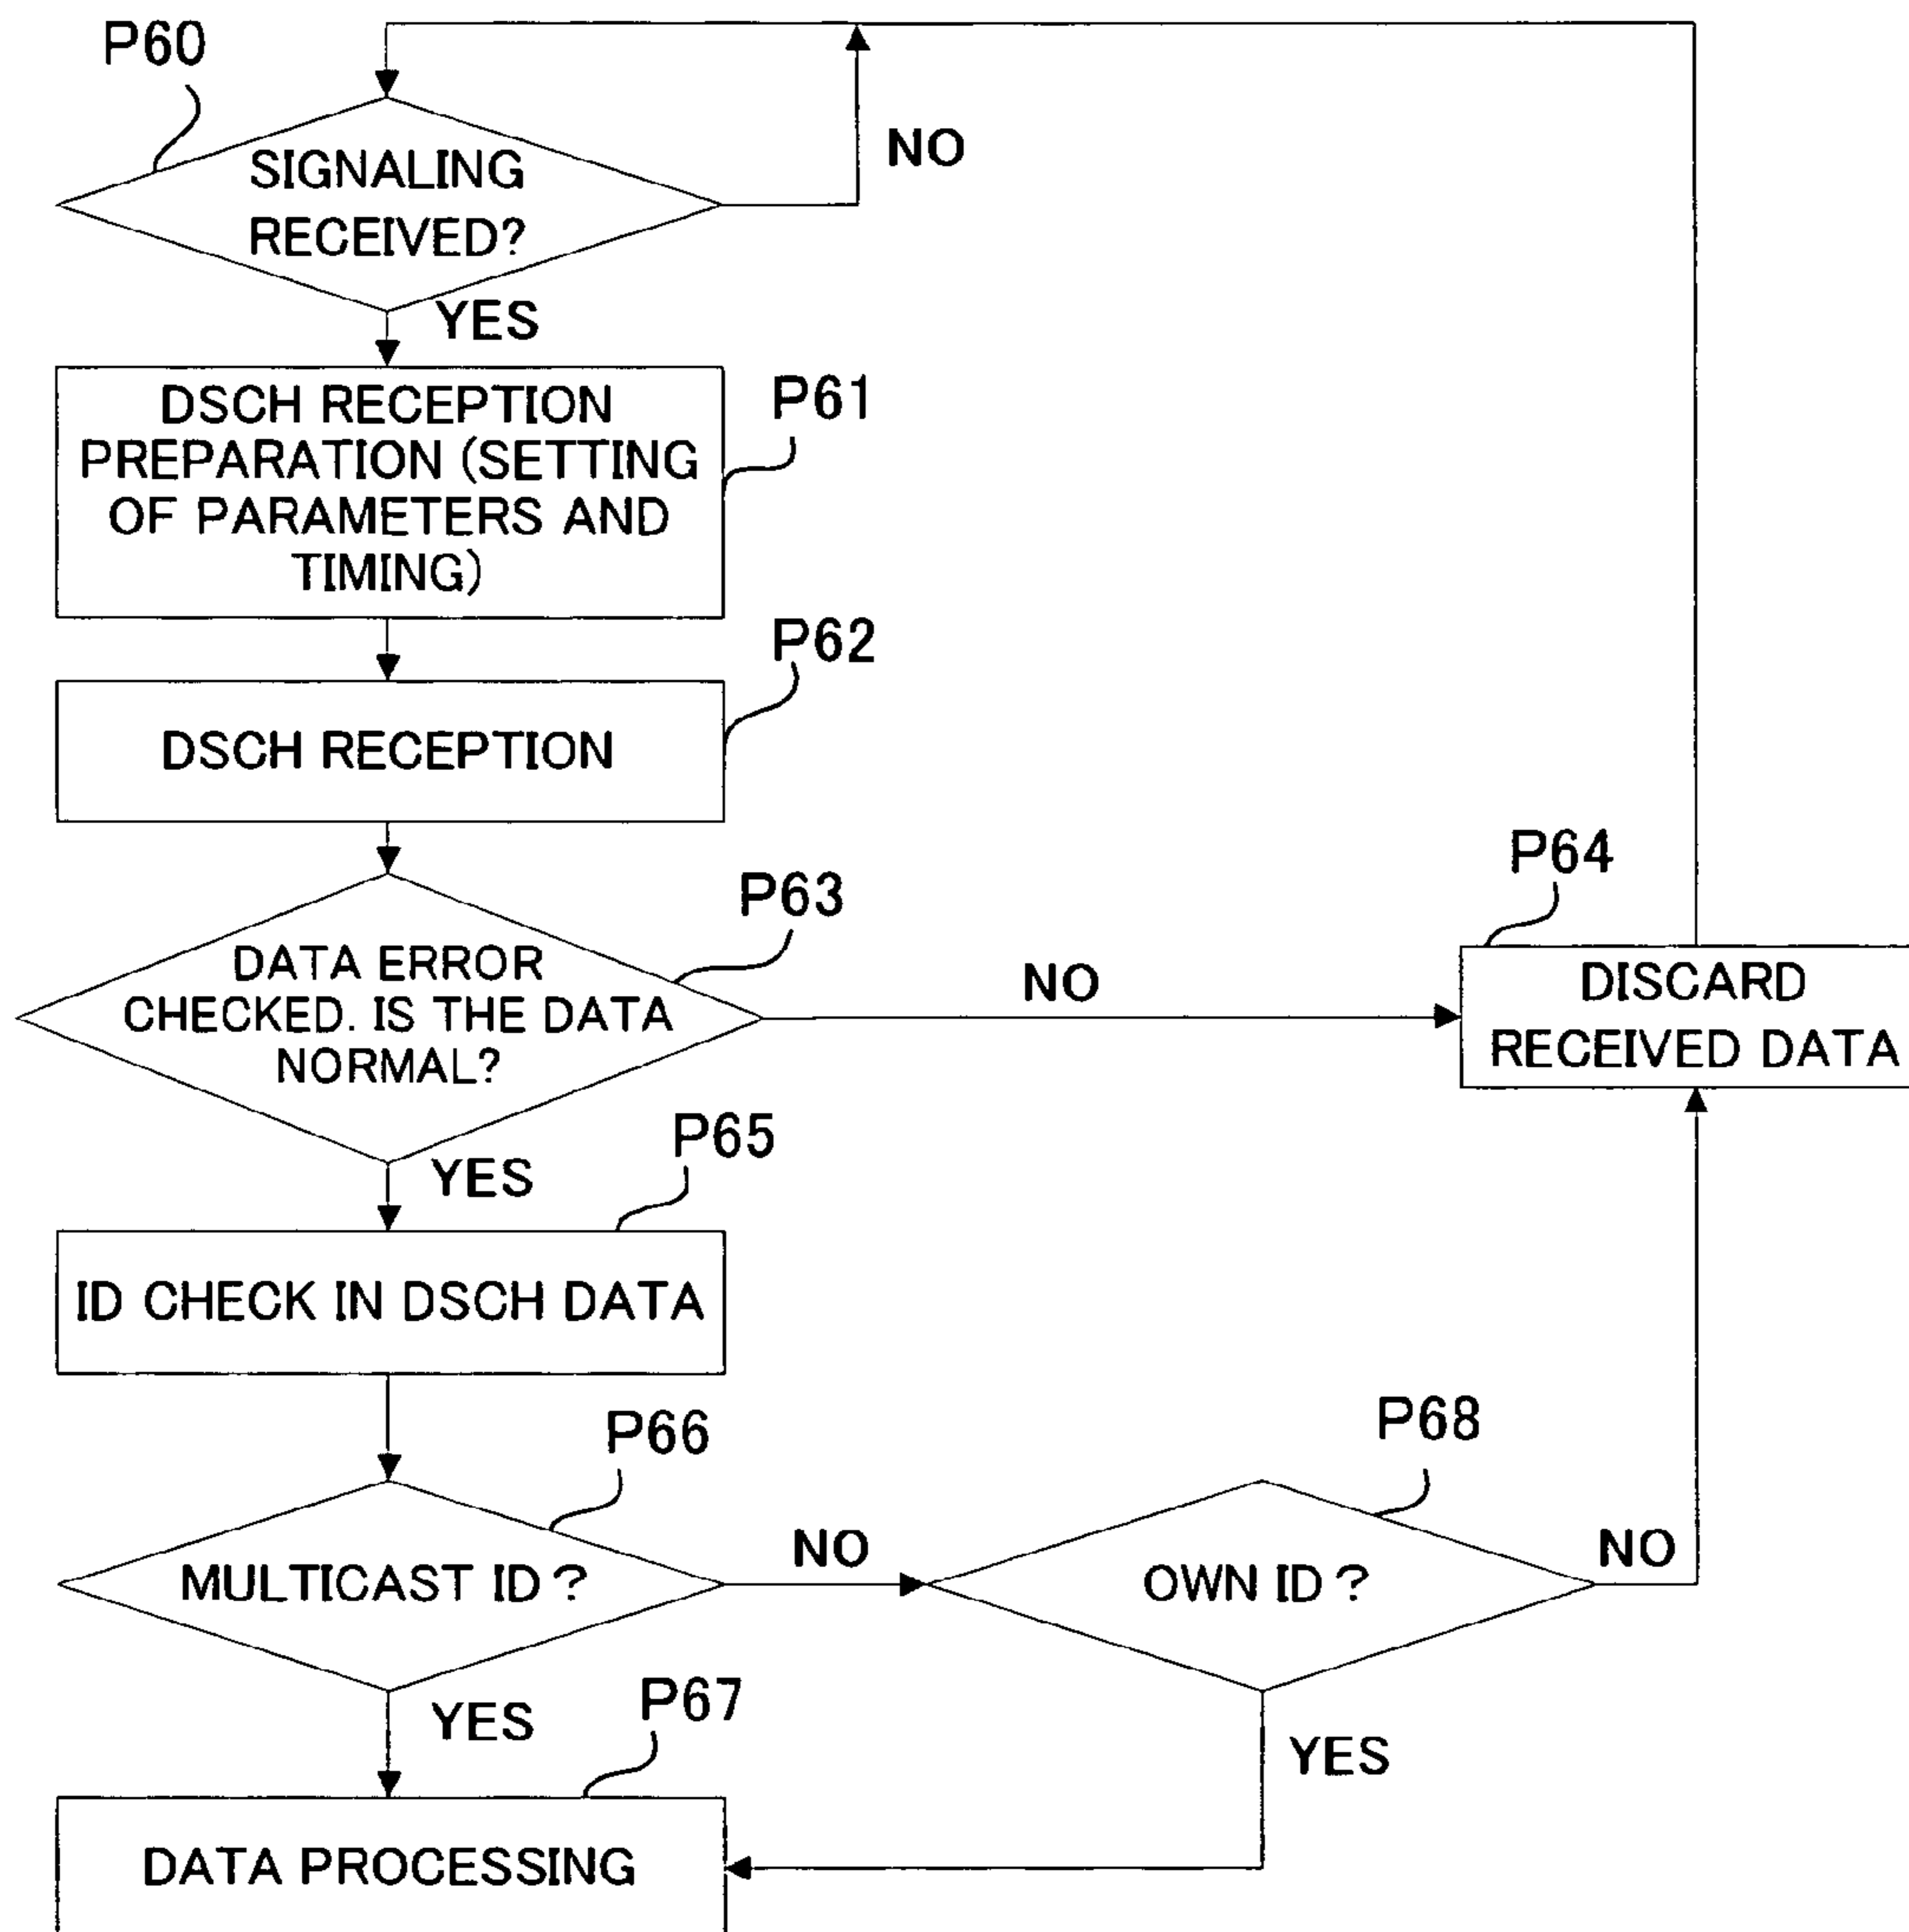 P60
SIGNALING
RECEIVED?
NO
YES
DSCH RECEPTION
PREPARATION (SETTING
OF PARAMETERS AND
TIMING)
P61
P62
DSCH RECEPTION
P63
DATA ERROR
CHECKED. IS THE DATA
NORMAL?
NO
P64
DISCARD
RECEIVED DATA
YES
P65
ID CHECK IN DSCH DATA
P66
MULTICAST ID ?
NO
P68
OWN ID ?
NO
YES
P67
YES
DATA PROCESSING